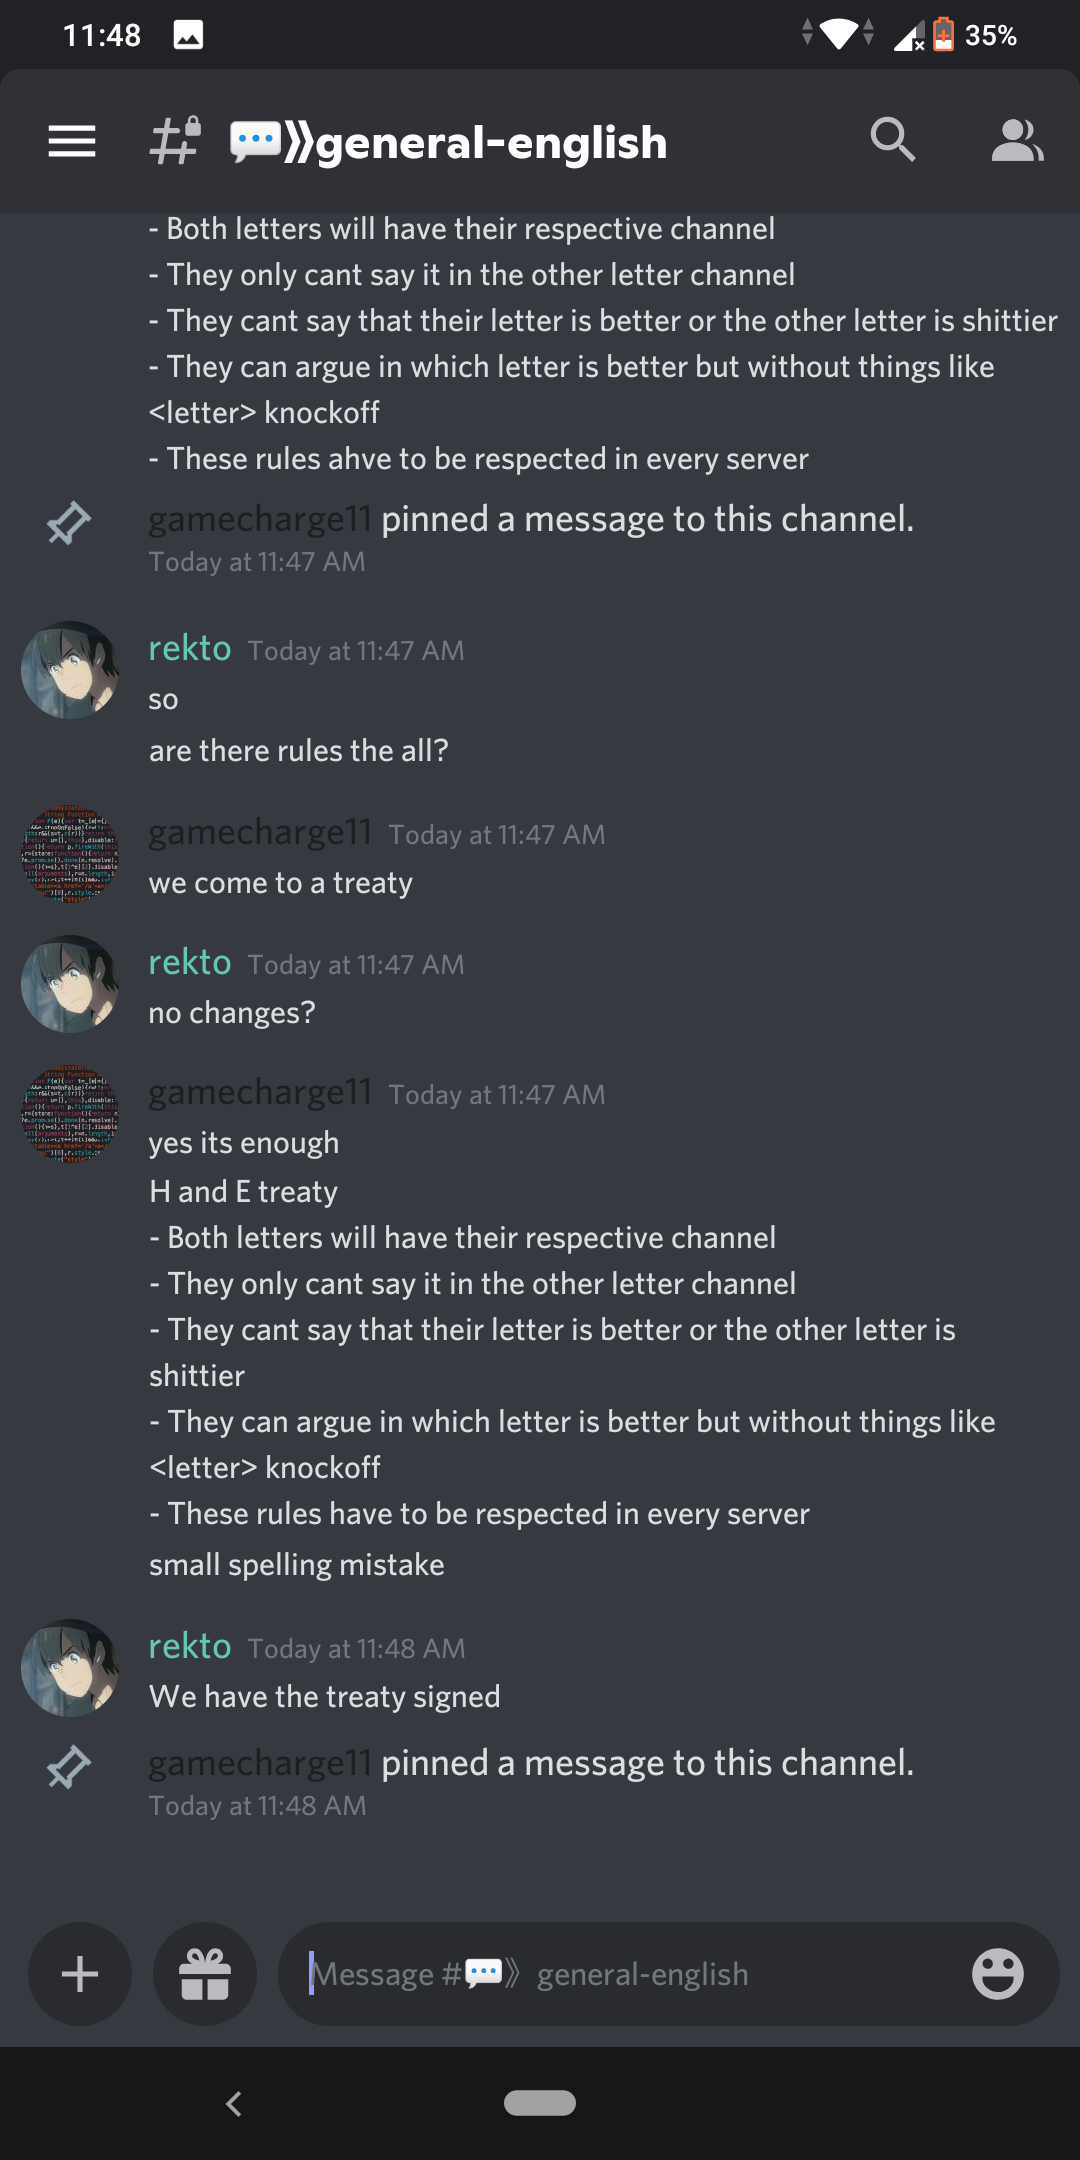 11:48 35%
general-english
- Both letters will have their respective channel
- They only cant say it in the other letter channel
- They cant say that their letter is better or the other letter is shittier
- They can argue in which letter is better but without things like
<letter> knockoff
- These rules ahve to be respected in every server
gamecharge11 pinned a message to this channel.
Today at 11:47 AM
rekto Today at 11:47 AM
so
are there rules the all?
gamecharge11 Today at 11:47 AM
we come to a treaty
rekto Today at 11:47 AM
no changes?
gamecharge11 Today at 11:47 AM
yes its enough
H and E treaty
- Both letters will have their respective channel
- They only cant say it in the other letter channel
- They cant say that their letter is better or the other letter is
shittier
- They can argue in which letter is better but without things like
<letter> knockoff
- These rules have to be respected in every server
small spelling mistake
rekto Today at 11:48 AM
We have the treaty signed
gamecharge11 pinned a message to this channel.
Today at 11:48 AM
Message #💬》 general-english